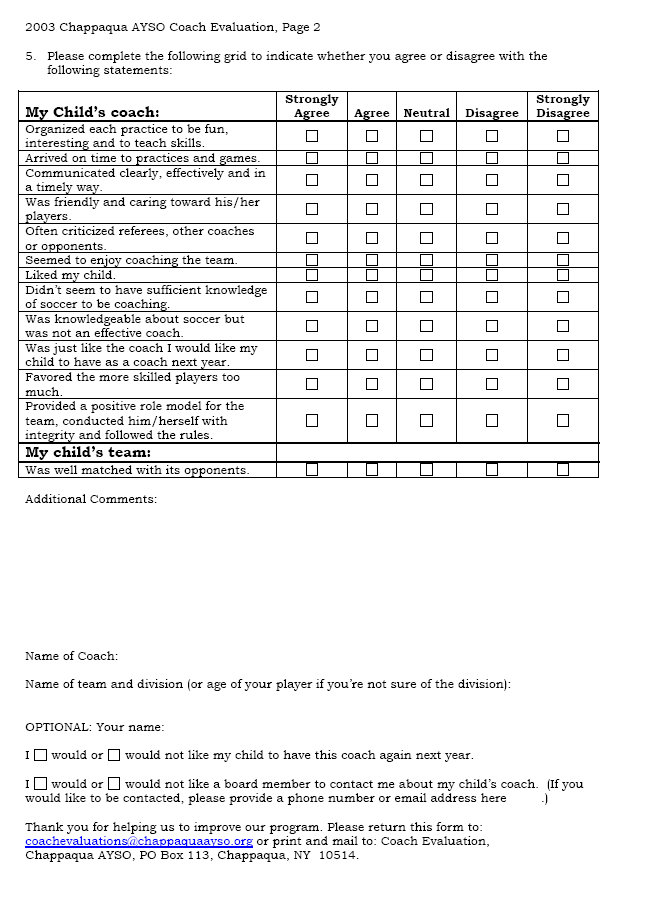 2003 Chappaqua AYSO Coach Evaluation, Page 2
5. Please complete the following grid to indicate whether you agree or disagree with the
following statements:
My Child's coach:
Strongly Agree
Agree
Neutral
Disagree
Strongly Disagree
Organized each practice to be fun,
interesting and to teach skills.
Arrived on time to practices and games.
Communicated clearly, effectively and in
a timely way.
Was friendly and caring toward his/her
players.
Often criticized referees, other coaches
or opponents.
Seemed to enjoy coaching the team.
Liked my child.
Didn't seem to have sufficient knowledge
of soccer to be coaching.
Was knowledgeable about soccer but
was not an effective coach.
Was just like the coach I would like my
child to have as a coach next year.
Favored the more skilled players too
much.
Provided a positive role model for the
team, conducted him/herself with
integrity and followed the rules.
My child's team:
Was well matched with its opponents.
Additional Comments:
Name of Coach:
Name of team and division (or age of your player if you're not sure of the division):
OPTIONAL: Your name:
I ☐ would or ☐ would not like my child to have this coach again next year.
I ☐ would or ☐ would not like a board member to contact me about my child's coach. (If you
would like to be contacted, please provide a phone number or email address here .)
Thank you for helping us to improve our program. Please return this form to:
coachevaluations@chappaquaayso.org or print and mail to: Coach Evaluation,
Chappaqua AYSO, PO Box 113, Chappaqua, NY 10514.